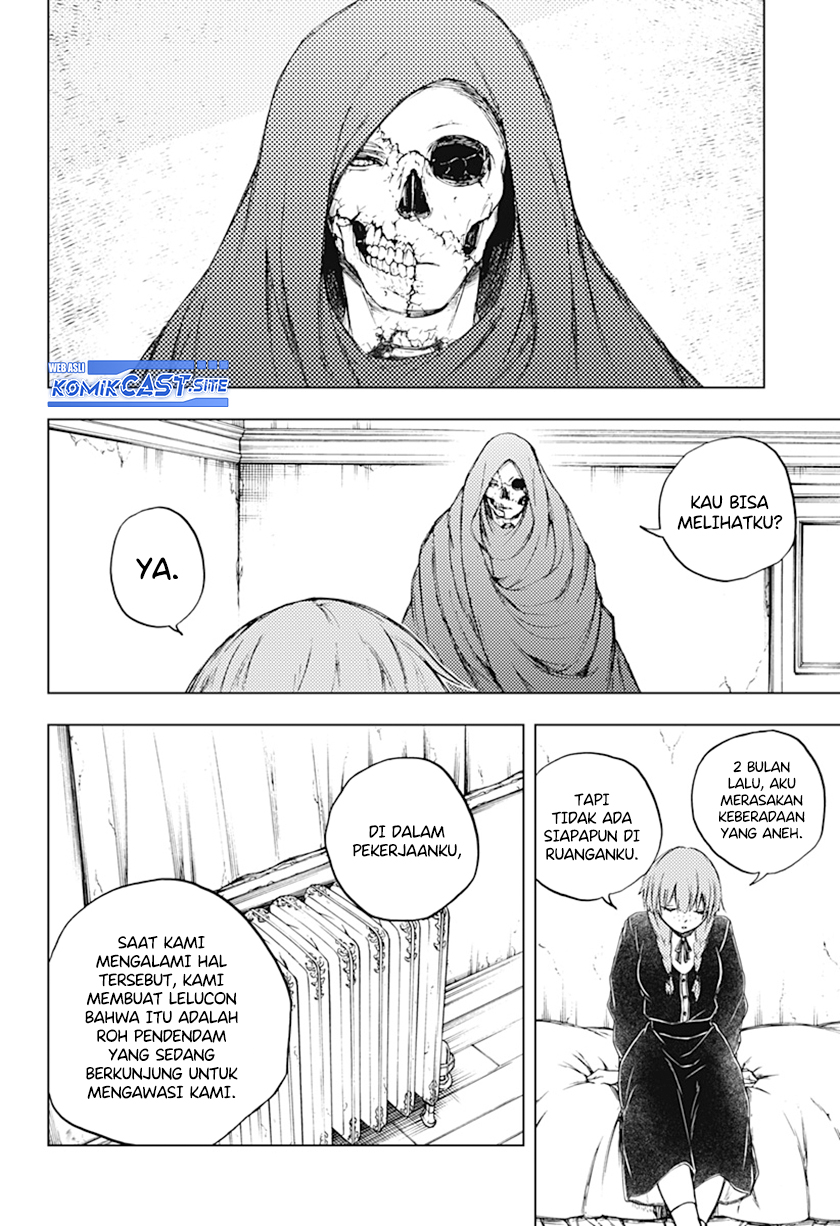 WEB ASLI
KOMIKCAST.SITE
KAU BISA
MELIHATKU?
YA.
2 BULAN
LALU, AKU
MERASAKAN
KEBERADAAN
YANG ANEH.
TAPI
TIDAK ADA
SIAPAPUN DI
RUANGANKU.
DI DALAM
PEKERJAANKU,
SAAT KAMI
MENGALAMI HAL
TERSEBUT, KAMI
MEMBUAT LELUCON
BAHWA ITU ADALAH
ROH PENDENDAM
YANG SEDANG
BERKUNJUNG UNTUK
MENGAWASI KAMI.